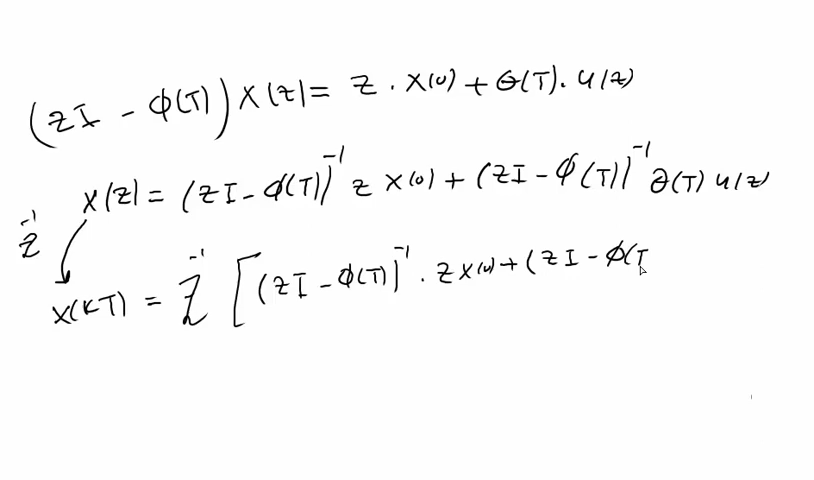 (zI - Φ(T)) X(z) = z . X(0) + θ(T) . u(z)
X(z) = (zI - Φ(T))⁻¹ z X(0) + (zI - Φ(T))⁻¹ θ(T) u(z)
Z⁻¹
X(KT) = Z⁻¹ [(zI - Φ(T))⁻¹ . z X(0) + (zI - Φ(T